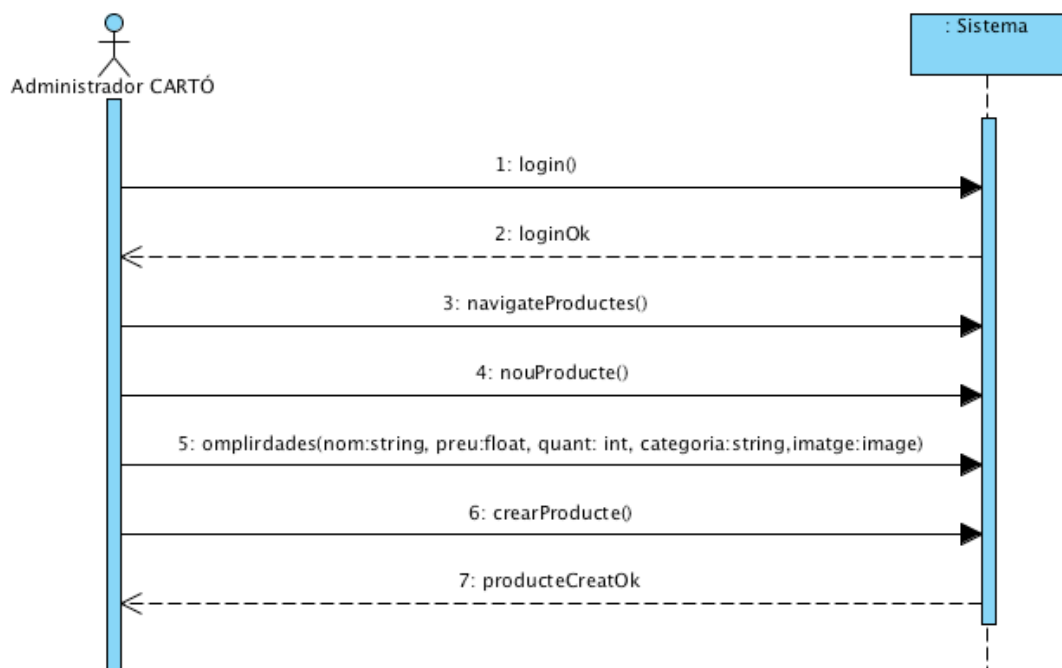 : Sistema
Administrador CARTÓ
1: login()
2: loginOk
3: navigateProductes()
4: nouProducte()
5: omplirdades(nom:string, preu:float, quant: int, categoria:string,imatge:image)
6: crearProducte()
7: producteCreatOk